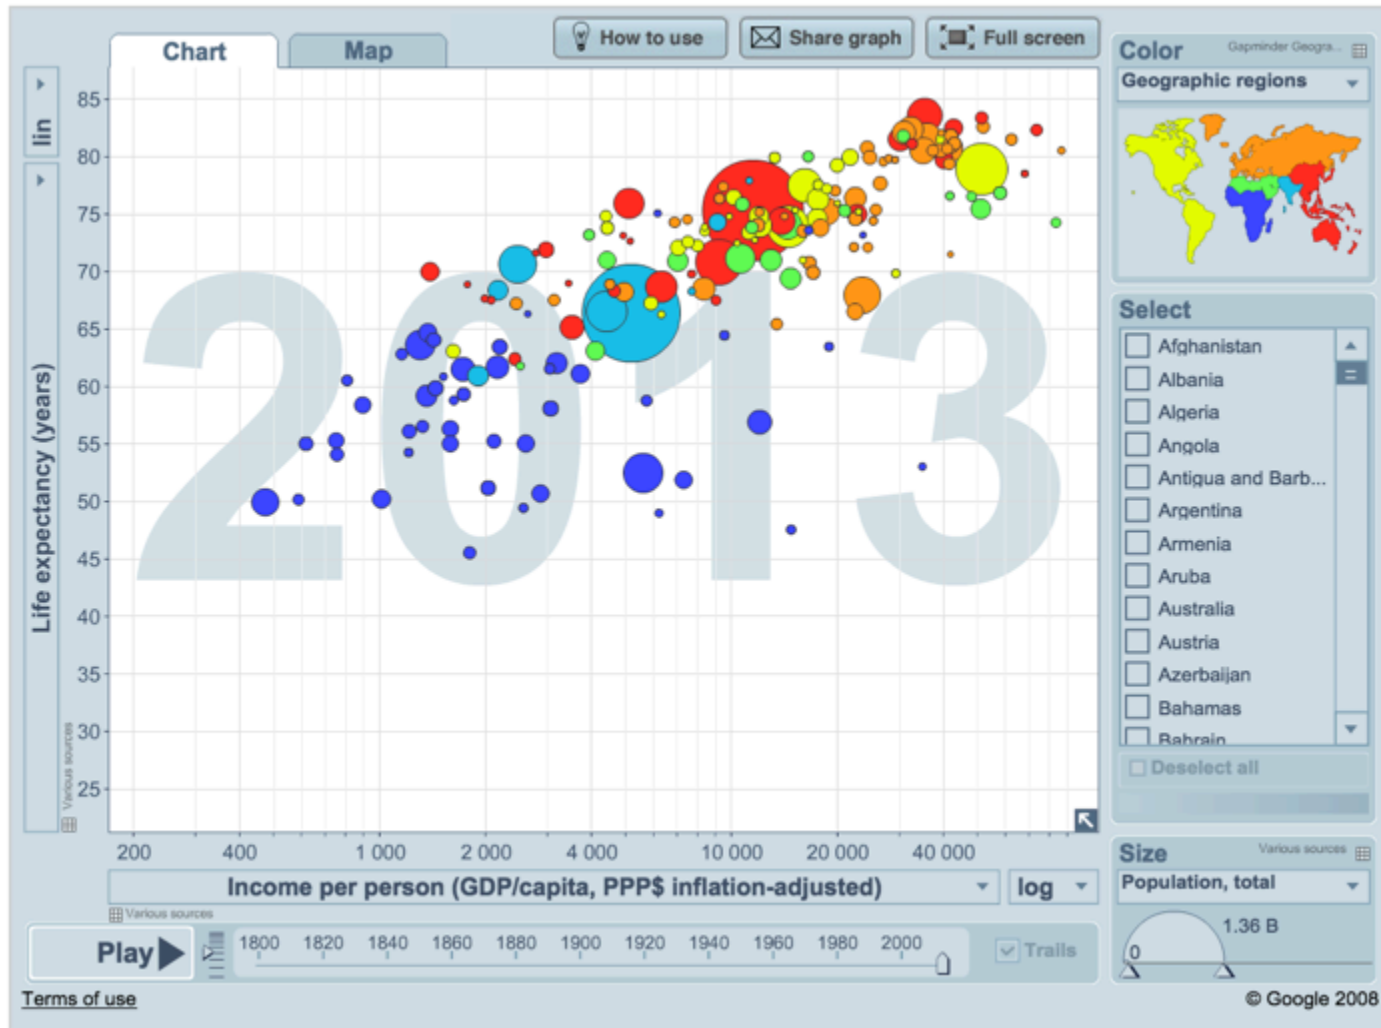 How to use
Share graph
Full screen
Chart
Map
Color
Gapminder Geogra...
Geographic regions
lin
Life expectancy (years)
Various sources
85
80
75
70
65
60
55
50
45
40
35
30
25
2013
Select
Afghanistan
Albania
Algeria
Angola
Antigua and Barb...
Argentina
Armenia
Aruba
Australia
Austria
Azerbaijan
Bahamas
Bahrain
Deselect all
200 400 1 000 2 000 4 000 10 000 20 000 40 000
Income per person (GDP/capita, PPP$ inflation-adjusted)
log
Various sources
Size
Various sources
Population, total
1.36 B
0
Play
1800 1820 1840 1860 1880 1900 1920 1940 1960 1980 2000
Trails
Terms of use
© Google 2008